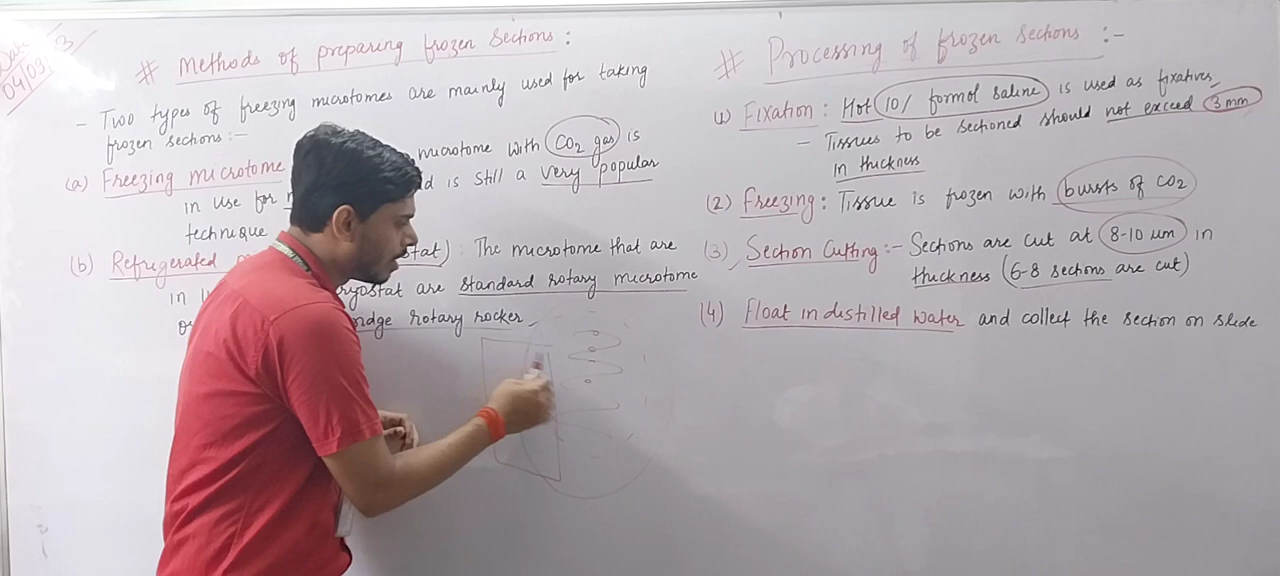 Date
04/03
# Methods of preparing frozen sections :
- Two types of freezing microtomes are mainly used for taking
frozen sections :-
(a) Freezing microtome microtome with CO2 gas is
in use for d is still a very popular
technique
(b) Refrigerated stat) : The microtome that are
in ryostat are standard rotary microtome
or rotary rocker
# Processing of frozen sections :-
(1) Fixation : Hot 10/ formol saline is used as fixatives
- Tissues to be sectioned should not exceed 3 mm
in thickness
(2) Freezing : Tissue is frozen with bursts of CO2
(3) Section Cutting :- Sections are cut at 8-10 µm in
thickness (6-8 sections are cut)
(4) Float in distilled water and collect the section on slide